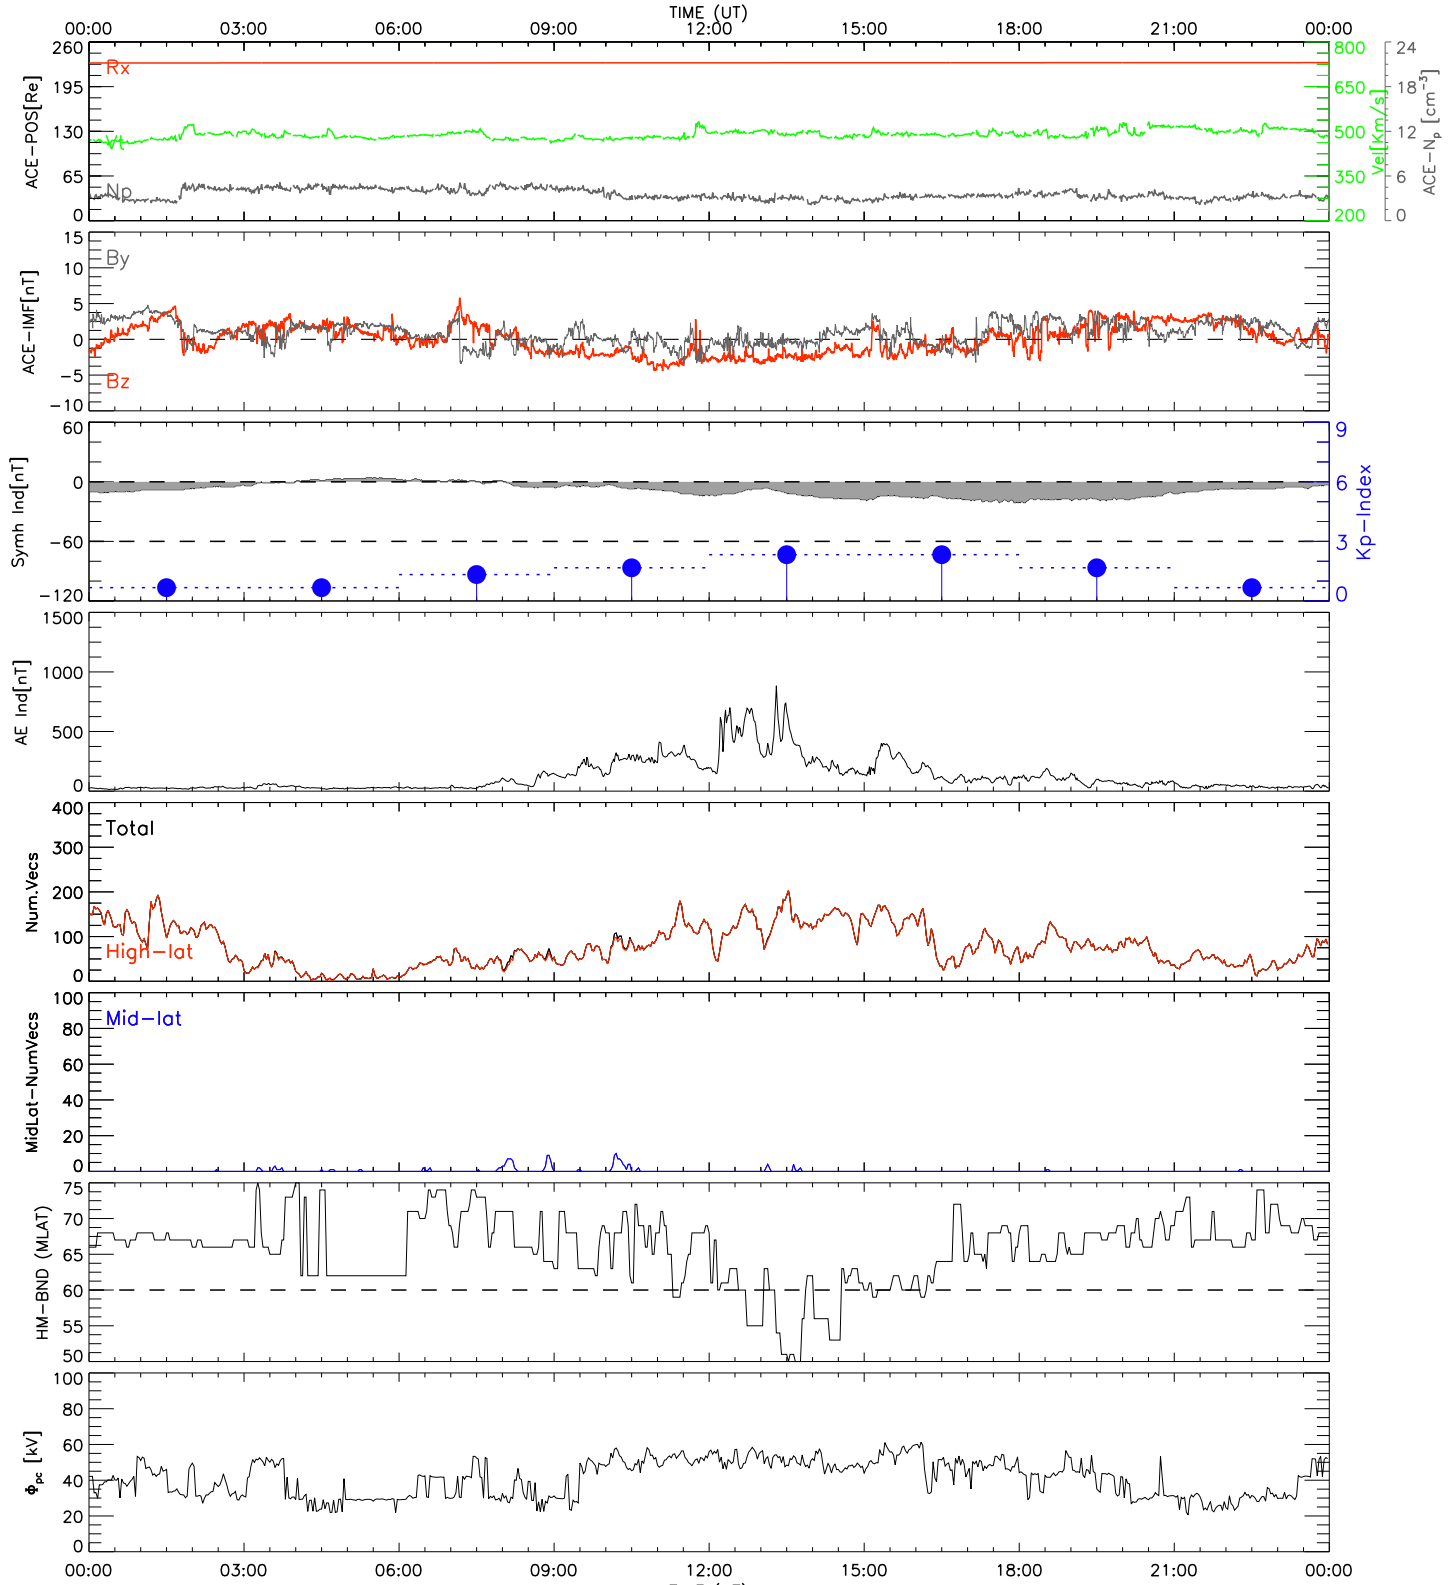 TIME (UT)
00:00 03:00 06:00 09:00 12:00 15:00 18:00 21:00 00:00
ACE-POS[Re]
260
195
130
65
0
Rx
Np
800
650
500
350
200
Vel[Km/s]
24
18
12
6
0
ACE-Np [cm-3]
ACE-IMF[nT]
15
10
5
0
-5
-10
By
Bz
Symh Ind[nT]
60
0
-60
-120
9
6
3
0
Kp-Index
AE Ind[nT]
1500
1000
500
0
Num.Vecs
400
300
200
100
0
Total
High-lat
MidLat-NumVecs
100
80
60
40
20
0
Mid-lat
HM-BND (MLAT)
75
70
65
60
55
50
Φpc [kV]
100
80
60
40
20
0
00:00 03:00 06:00 09:00 12:00 15:00 18:00 21:00 00:00